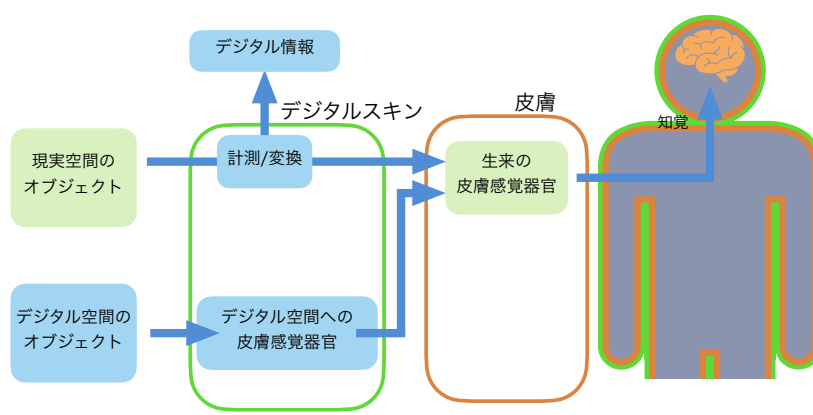 デジタル情報
デジタルスキン
皮膚
知覚
現実空間の
オブジェクト
計測/変換
生来の
皮膚感覚器官
デジタル空間の
オブジェクト
デジタル空間への
皮膚感覚器官